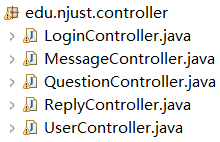 edu.njust.controller
LoginController.java
MessageController.java
QuestionController.java
ReplyController.java
UserController.java